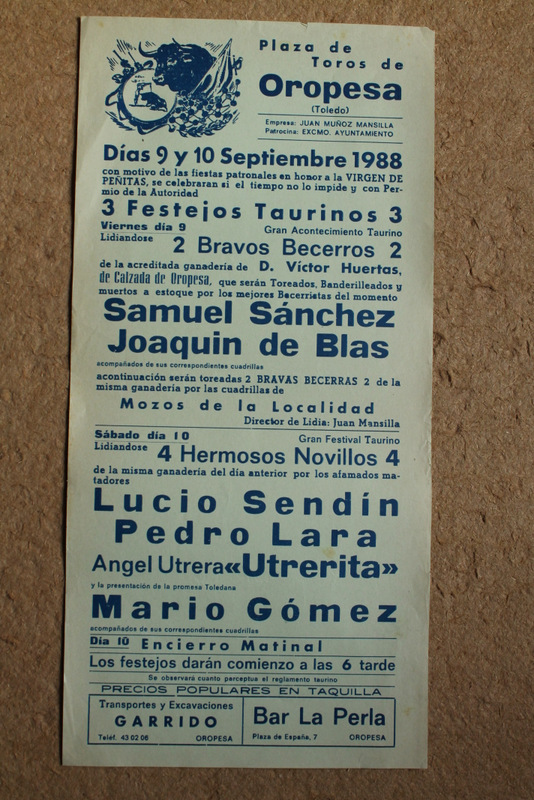 Plaza de
Toros de
Oropesa
(Toledo)
Empresa: JUAN MUÑOZ MANSILLA
Patrocina: EXCMO. AYUNTAMIENTO
Días 9 y 10 Septiembre 1988
con motivo de las fiestas patronales en honor a la VIRGEN DE
PEÑITAS, se celebraran si el tiempo no lo impide y con Per-
miso de la Autoridad
3 Festejos Taurinos 3
Viernes día 9
Gran Acontecimiento Taurino
Lidiandose
2 Bravos Becerros 2
de la acreditada ganadería de D. Víctor Huertas,
de Calzada de Oropesa, que serán Toreados, Banderilleados y
muertos a estoque por los mejores Becerristas del momento
Samuel Sánchez
Joaquin de Blas
acompañados de sus correspondientes cuadrillas
acontinuación serán toreadas 2 BRAVAS BECERRAS 2 de la
misma ganadería por las cuadrillas de
Mozos de la Localidad
Director de Lidia: Juan Mansilla
Sábado día 10
Gran Festival Taurino
Lidiandose
4 Hermosos Novillos 4
de la misma ganadería del día anterior por los afamados ma-
tadores
Lucio Sendín
Pedro Lara
Angel Utrera «Utrerita»
y la presentación de la promesa Toledana
Mario Gómez
acompañados de sus correspondientes cuadrillas
Día 10 Encierro Matinal
Los festejos darán comienzo a las 6 tarde
Se observará cuanto perceptua el reglamento taurino
PRECIOS POPULARES EN TAQUILLA
Transportes y Excavaciones
GARRIDO
Teléf. 43 02 06 OROPESA
Bar La Perla
Plaza de España, 7 OROPESA